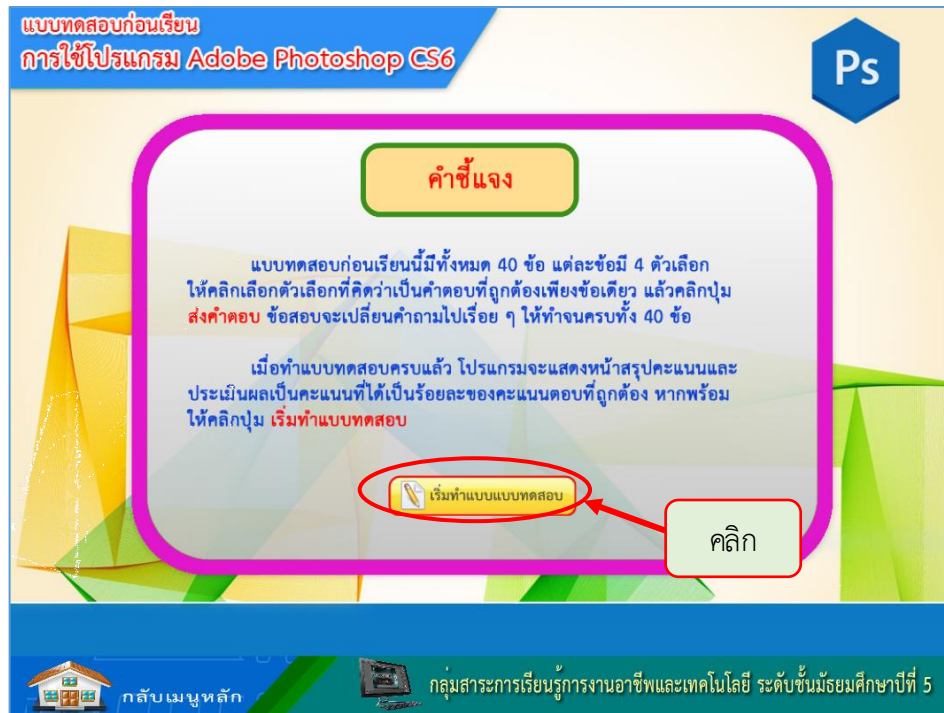 แบบทดสอบก่อนเรียน
การใช้โปรแกรม Adobe Photoshop CS6
Ps
คำชี้แจง
แบบทดสอบก่อนเรียนนี้มีทั้งหมด 40 ข้อ แต่ละข้อมี 4 ตัวเลือก
ให้คลิกเลือกตัวเลือกที่คิดว่าเป็นคำตอบที่ถูกต้องเพียงข้อเดียว แล้วคลิกปุ่ม
ส่งคำตอบ ข้อสอบจะเปลี่ยนคำถามไปเรื่อย ๆ ให้ทำจนครบทั้ง 40 ข้อ
เมื่อทำแบบทดสอบครบแล้ว โปรแกรมจะแสดงหน้าสรุปคะแนนและ
ประเมินผลเป็นคะแนนที่ได้เป็นร้อยละของคะแนนตอบที่ถูกต้อง หากพร้อม
ให้คลิกปุ่ม เริ่มทำแบบทดสอบ
เริ่มทำแบบแบบทดสอบ
คลิก
กลับเมนูหลัก
กลุ่มสาระการเรียนรู้การงานอาชีพและเทคโนโลยี ระดับชั้นมัธยมศึกษาปีที่ 5